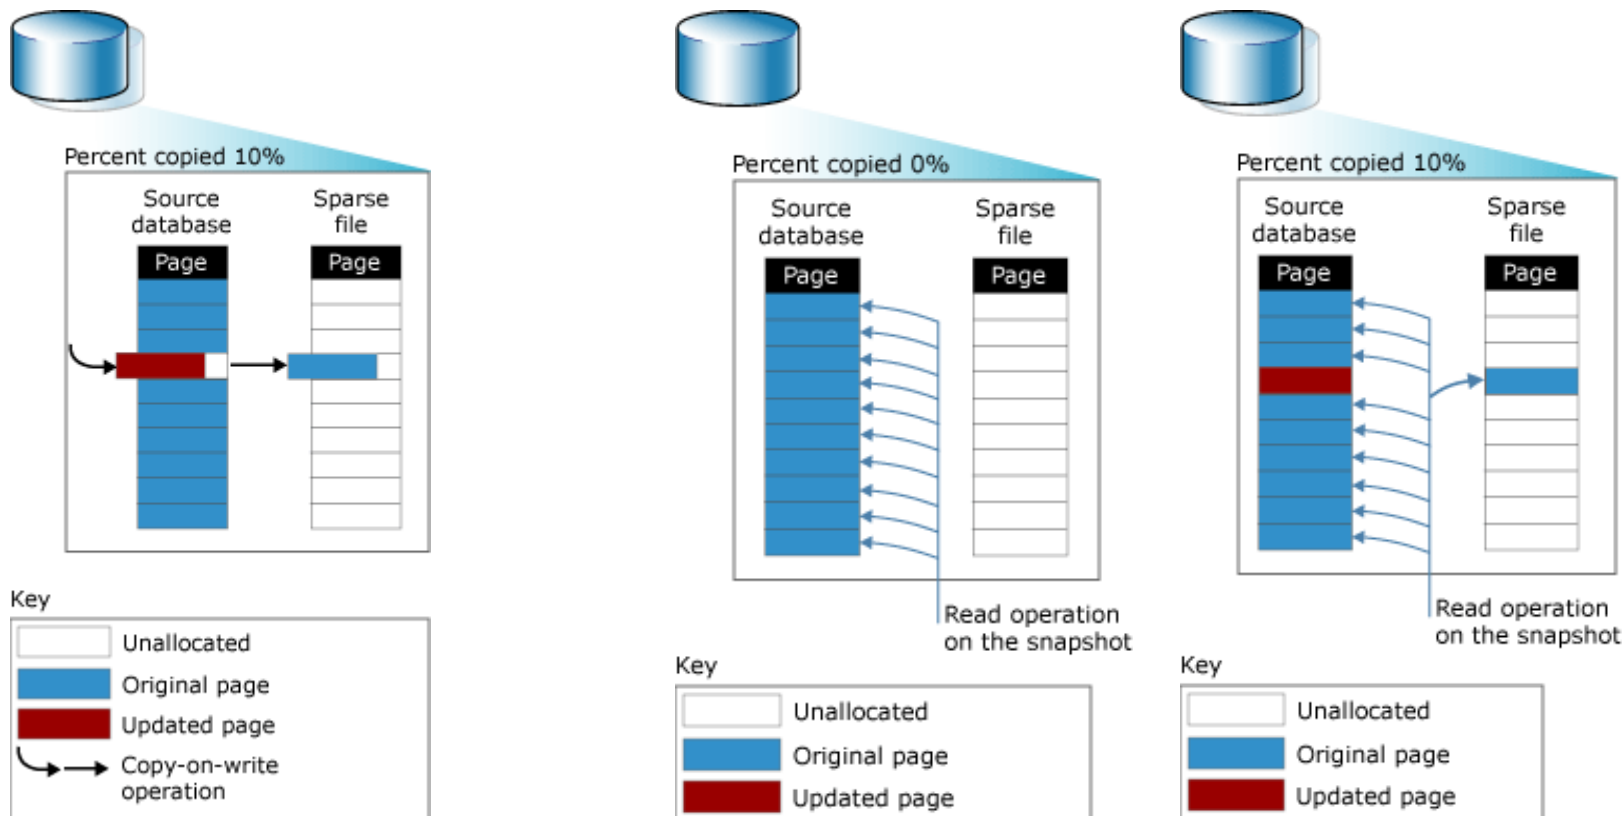 Percent copied 10%
Source
database
Sparse
file
Page
Page
Key
Unallocated
Original page
Updated page
Copy-on-write
operation
Percent copied 0%
Source
database
Sparse
file
Page
Page
Read operation
on the snapshot
Key
Unallocated
Original page
Updated page
Percent copied 10%
Source
database
Sparse
file
Page
Page
Read operation
on the snapshot
Key
Unallocated
Original page
Updated page